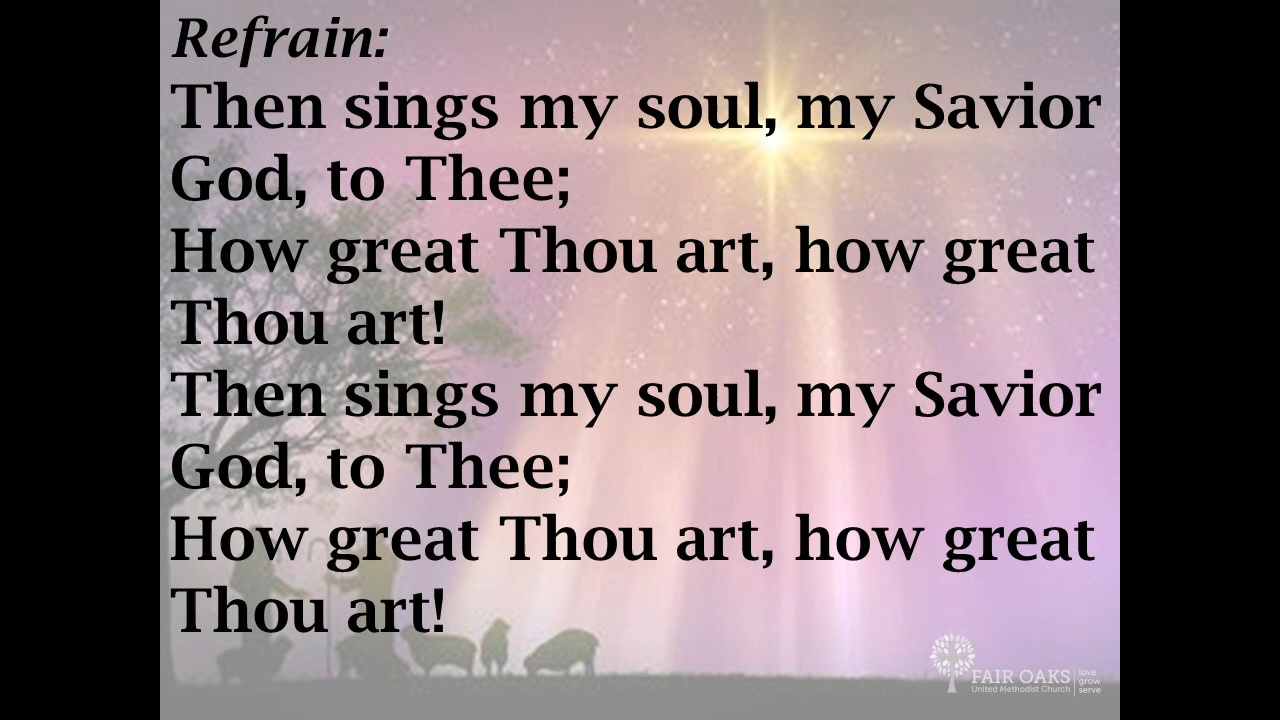 Refrain:
Then sings my soul, my Savior
God, to Thee;
How great Thou art, how great
Thou art!
Then sings my soul, my Savior
God, to Thee;
How great Thou art, how great
Thou art!
FAIR OAKS
United Methodist Church
love
grow
serve